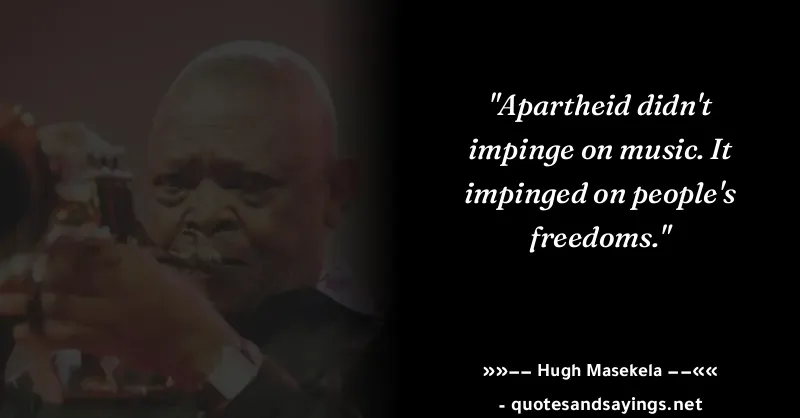 "Apartheid didn't
impinge on music. It
impinged on people's
freedoms."
»»−− Hugh Masekela −−««
- quotesandsayings.net